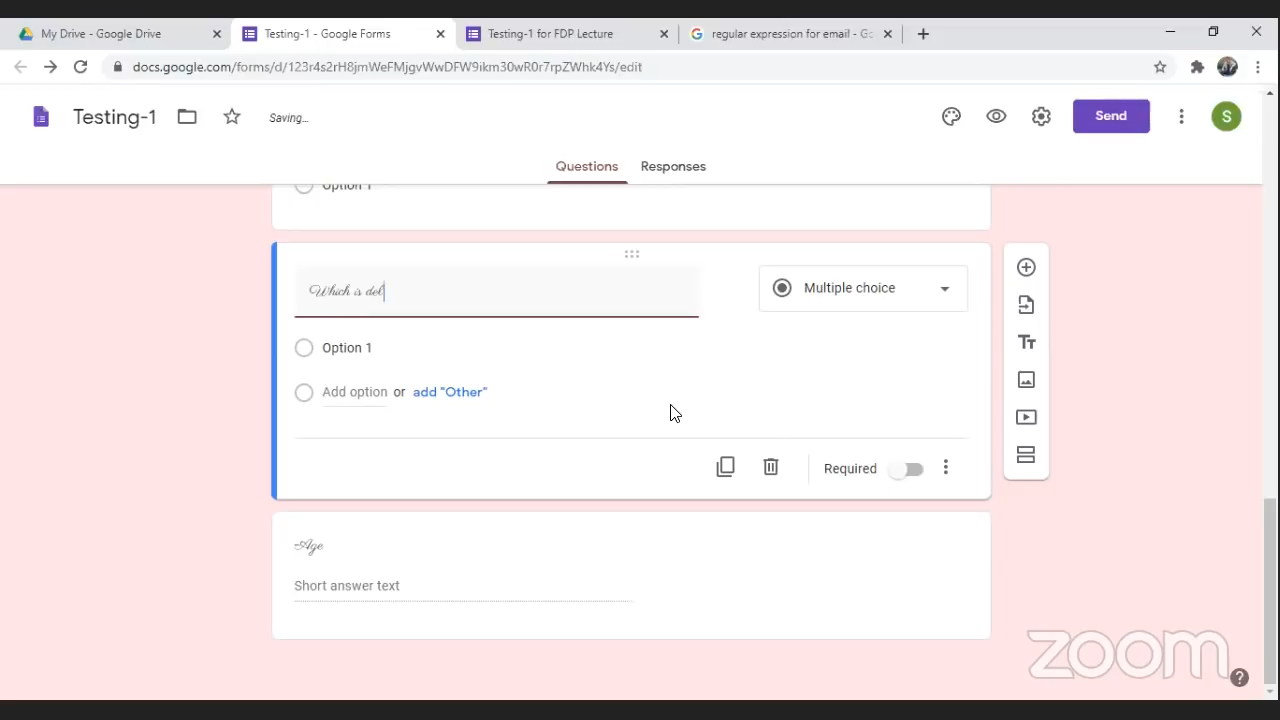 My Drive - Google Drive
Testing-1 - Google Forms
Testing-1 for FDP Lecture
regular expression for email - Go
docs.google.com/forms/d/123r4s2rH8jmWeFMjgvWwDFW9ikm30wR0r7rpZWhk4Ys/edit
Testing-1
Saving...
Send
S
Questions
Responses
Option 1
Which is del
Multiple choice
Option 1
Add option or add "Other"
Required
Age
Short answer text
zoom